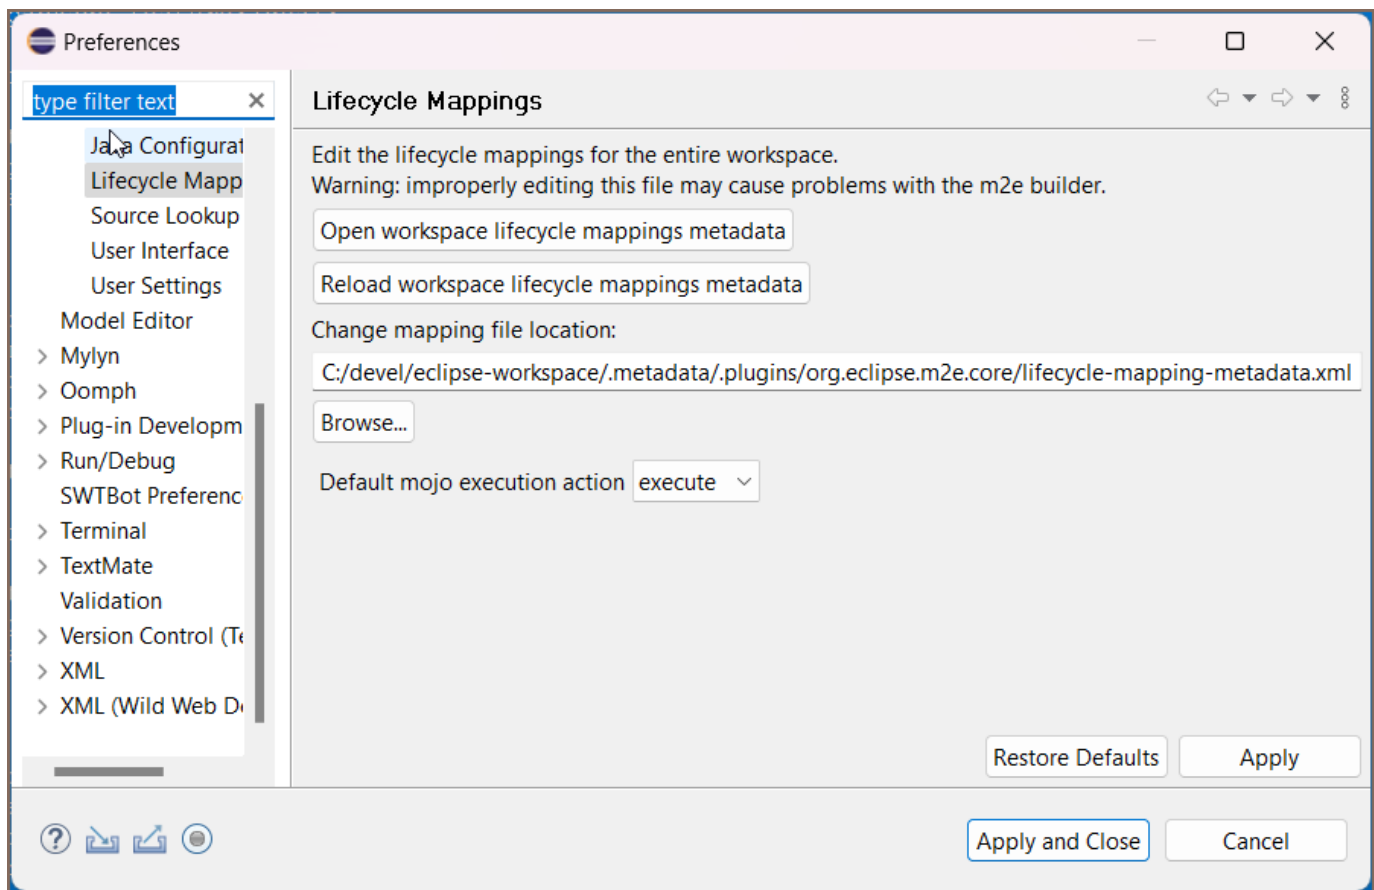 Preferences
type filter text
Java Configurat
Lifecycle Mapp
Source Lookup
User Interface
User Settings
Model Editor
Mylyn
Oomph
Plug-in Developm
Run/Debug
SWTBot Preferenc
Terminal
TextMate
Validation
Version Control (Te
XML
XML (Wild Web De
Lifecycle Mappings
Edit the lifecycle mappings for the entire workspace.
Warning: improperly editing this file may cause problems with the m2e builder.
Open workspace lifecycle mappings metadata
Reload workspace lifecycle mappings metadata
Change mapping file location:
C:/devel/eclipse-workspace/.metadata/.plugins/org.eclipse.m2e.core/lifecycle-mapping-metadata.xml
Browse...
Default mojo execution action execute
Restore Defaults Apply
Apply and Close Cancel